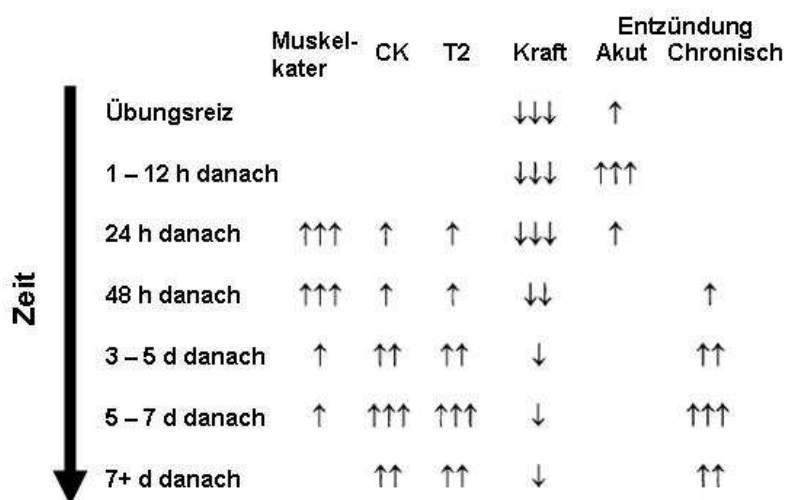 Entzündung
Muskel-
kater CK T2 Kraft Akut Chronisch
Übungsreiz ↓↓↓ ↑
1 – 12 h danach ↓↓↓ ↑↑↑
24 h danach ↑↑↑ ↑ ↑ ↓↓↓ ↑
48 h danach ↑↑↑ ↑ ↑ ↓↓ ↑
3 – 5 d danach ↑ ↑↑ ↑↑ ↓ ↑↑
5 – 7 d danach ↑ ↑↑↑ ↑↑↑ ↓ ↑↑↑
7+ d danach ↑↑ ↑↑ ↓ ↑↑
Zeit